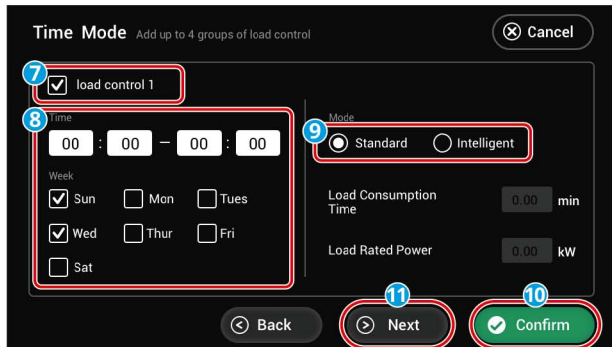 Time Mode Add up to 4 groups of load control
Cancel
7
load control 1
8
Time
00 : 00 – 00 : 00
Week
Sun Mon Tues
Wed Thur Fri
Sat
9
Mode
Standard Intelligent
Load Consumption
Time
0.00 min
Load Rated Power 0.00 kW
11
10
Back Next Confirm